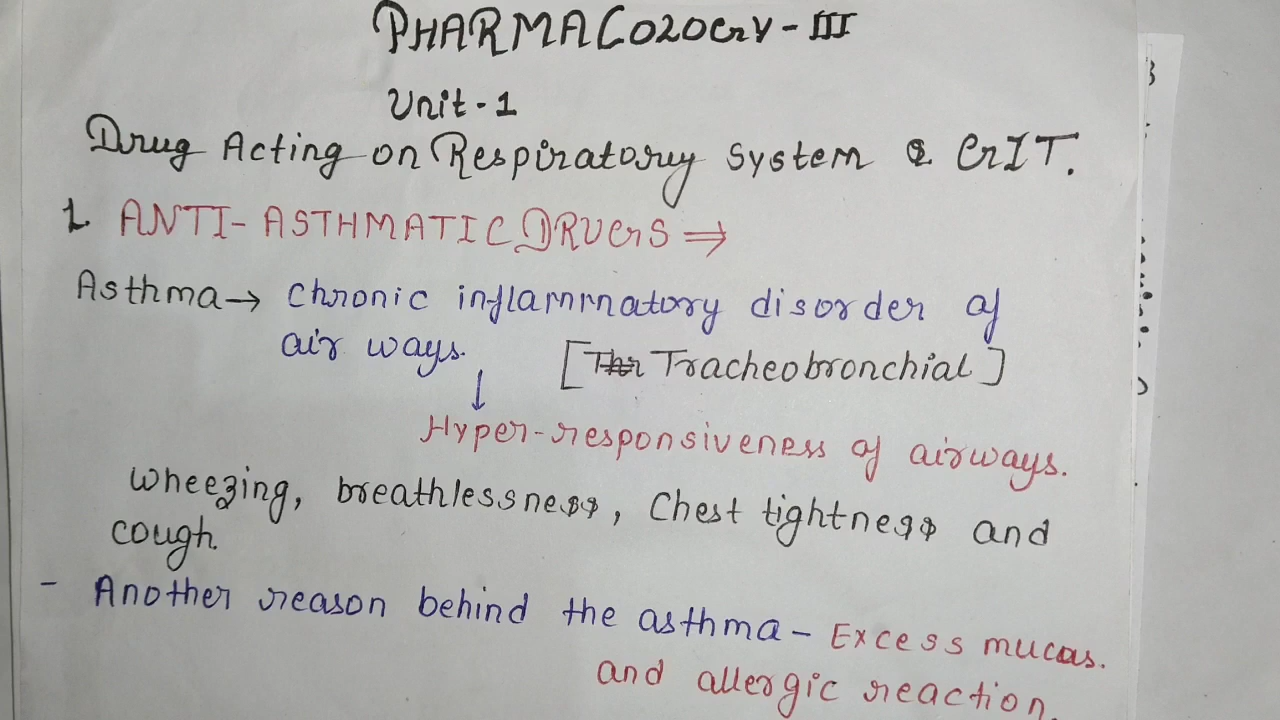 PHARMACOLOGY - III
Unit - 1
Drug Acting on Respiratory System & GIT.
1. ANTI-ASTHMATIC DRUGS ⇒
Asthma → Chronic inflammatory disorder of
air ways. [Tracheobronchial]
↓
Hyper-responsiveness of airways.
Wheezing, breathlessness, Chest tightness and
cough.
- Another reason behind the asthma - Excess mucas.
and allergic reaction.